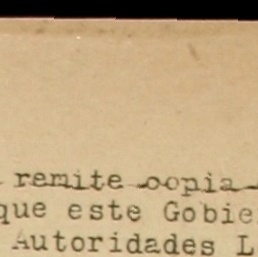 remite copia
que este Gobie
Autoridades L